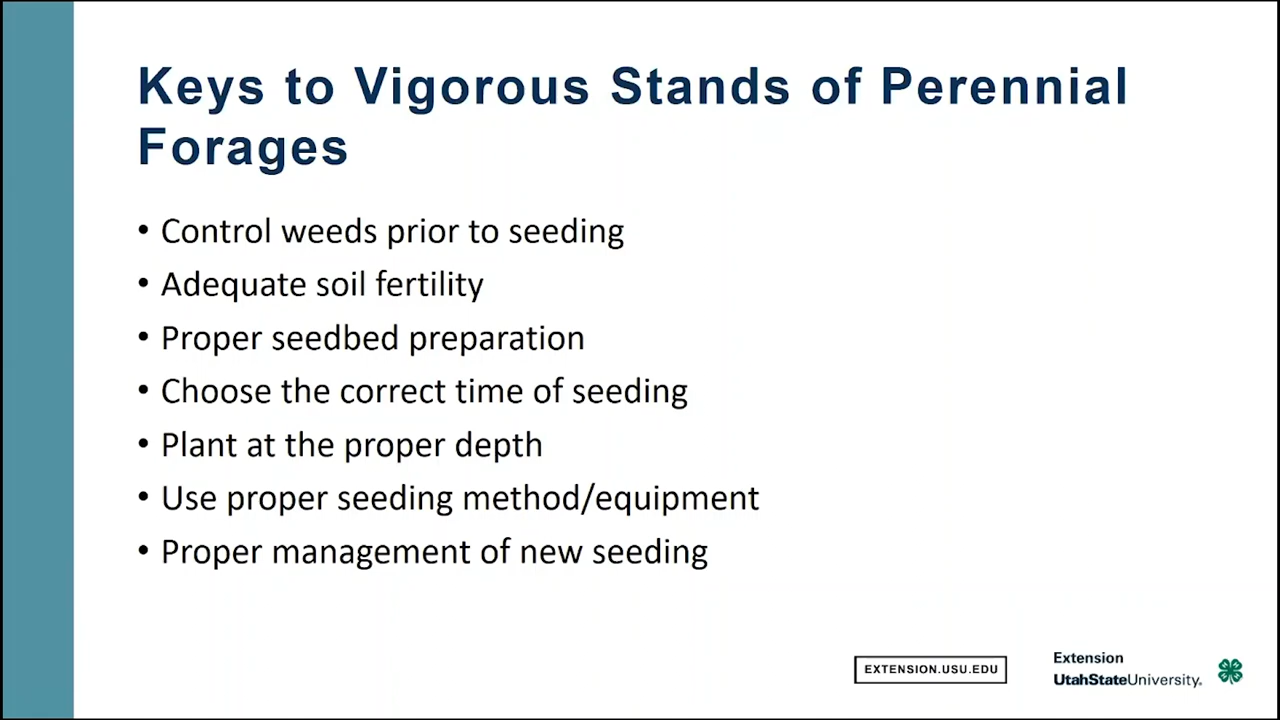 Keys to Vigorous Stands of Perennial
Forages
• Control weeds prior to seeding
• Adequate soil fertility
• Proper seedbed preparation
• Choose the correct time of seeding
• Plant at the proper depth
• Use proper seeding method/equipment
• Proper management of new seeding
EXTENSION.USU.EDU
Extension
UtahStateUniversity.